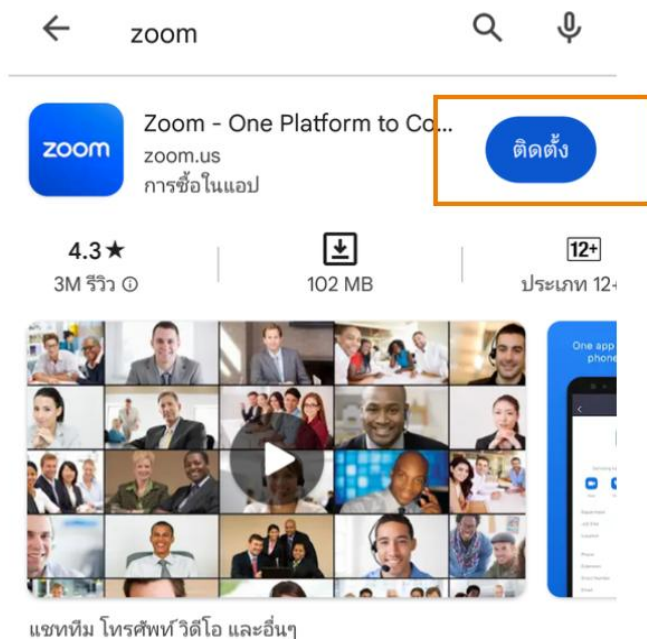 zoom
zoom
Zoom - One Platform to Co...
zoom.us
การซื้อในแอป
ติดตั้ง
4.3★
3M รีวิว
102 MB
12+
ประเภท 12+
One app
phone
แชททีม โทรศัพท์ วิดีโอ และอื่นๆ